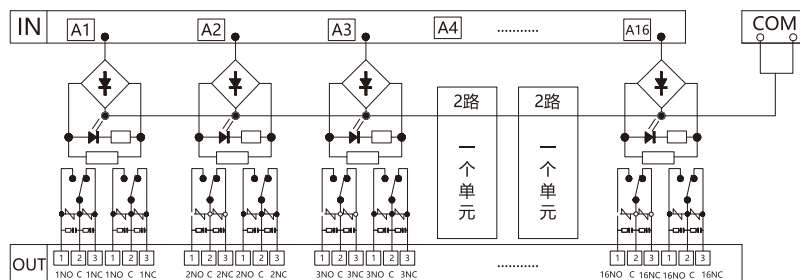 IN A1 A2 A3 A4 ........... A16 COM
2路 2路
一个单元 一个单元
1 2 3 1 2 3 1 2 3 1 2 3 1 2 3 1 2 3 1 2 3 1 2 3
OUT 1NO C 1NC 1NO C 1NC 2NO C 2NC 2NO C 2NC 3NO C 3NC 3NO C 3NC ........... 16NO C 16NC 16NO C 16NC